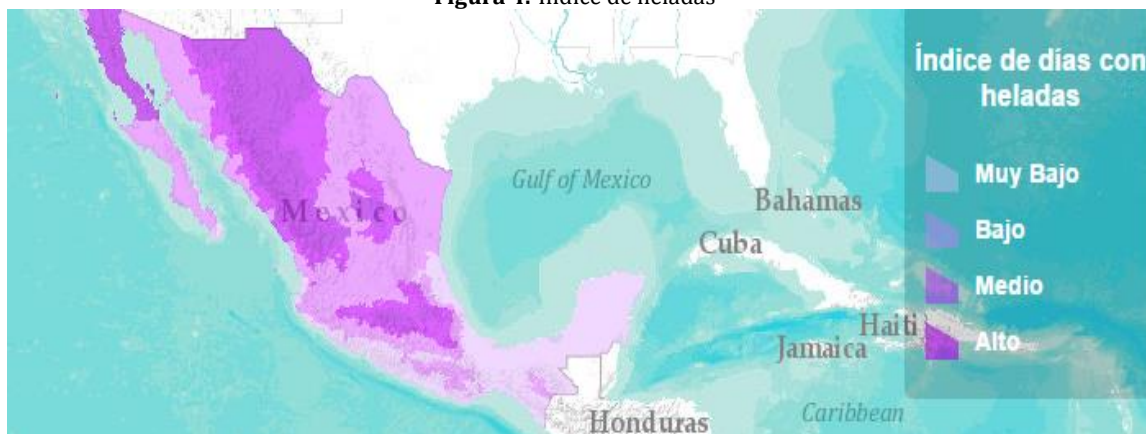 Índice de días con
heladas
Muy Bajo
Bajo
Medio
Alto
Gulf of Mexico
Bahamas
Mexico
Cuba
Haiti
Jamaica
Honduras
Caribbean